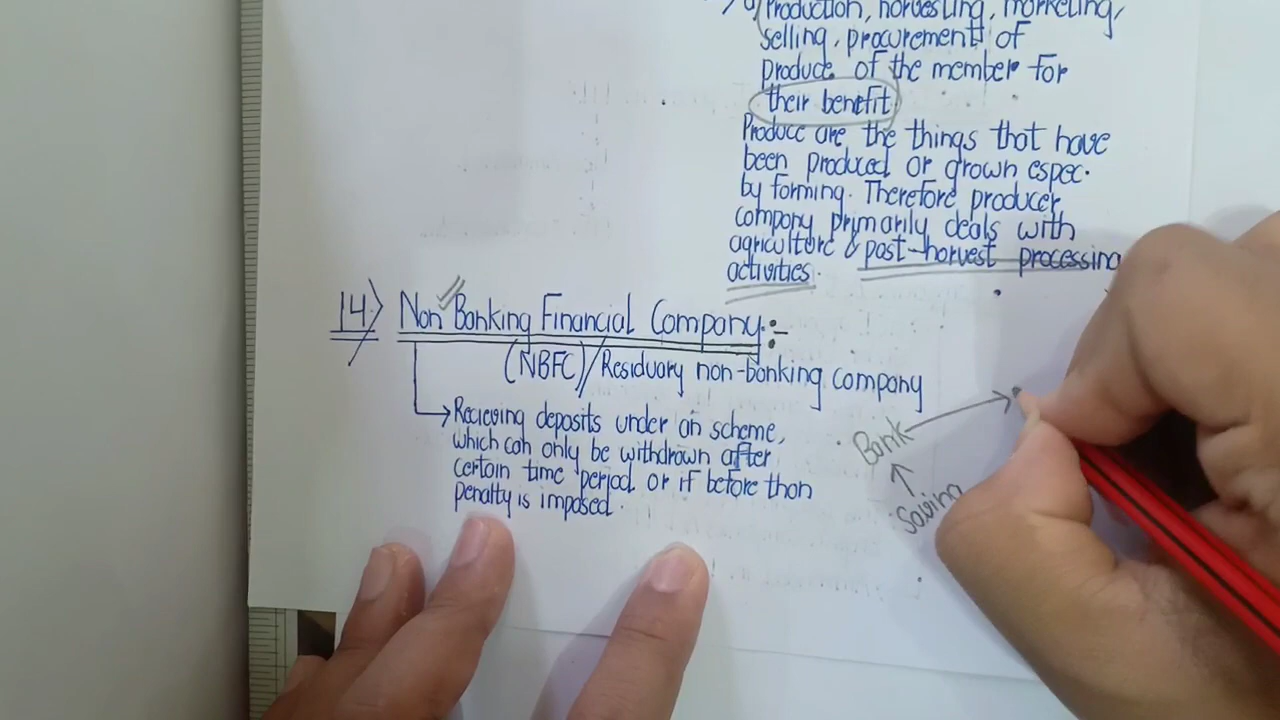 a) Production, horvesting, marketing,
selling, procurement of
produce of the member for
their benefit
Produce are the things that have
been produced or grown espec.
by forming. Therefore producer
company primarily deals with
agriculture & post-horvest processing
activities.
14.) Non Banking Financial Company:-
(NBFC)/Residuary non-banking company
Recieving deposits under an scheme,
which can only be withdrawn after
certain time period or if before than
penalty is imposed.
Bank
Saving